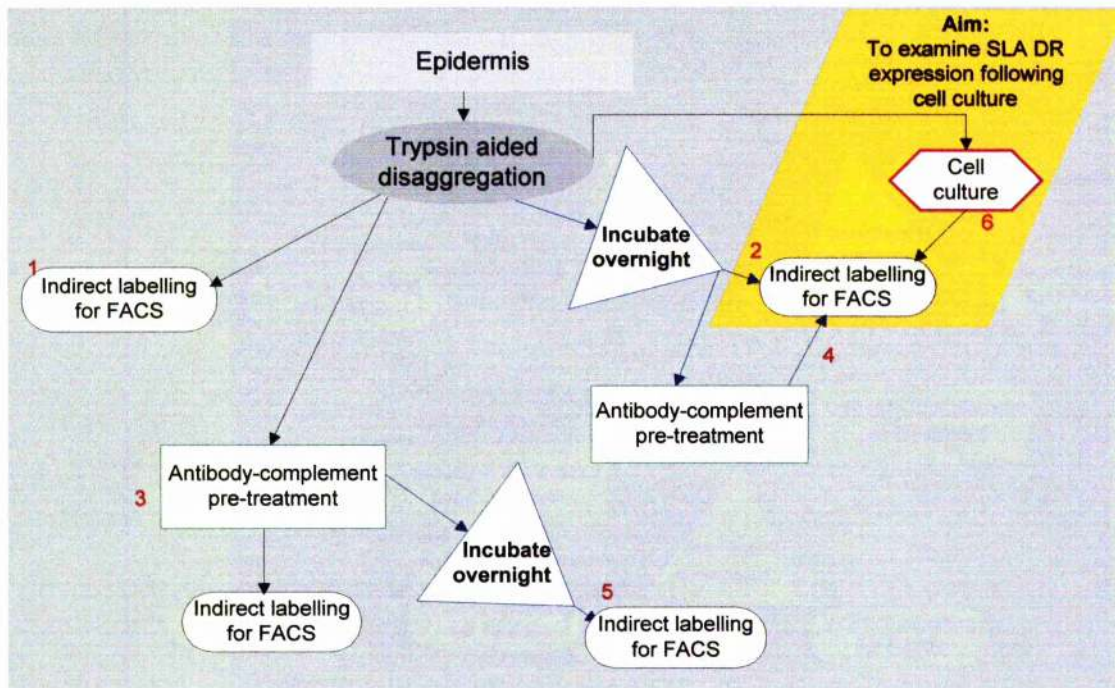 Aim:
To examine SLA DR
expression following
cell culture
Epidermis
Trypsin aided
disaggregation
Cell
culture
6
Incubate
overnight
2
Indirect labelling
for FACS
1
Indirect labelling
for FACS
4
Antibody-complement
pre-treatment
3
Antibody-complement
pre-treatment
Incubate
overnight
5
Indirect labelling
for FACS
Indirect labelling
for FACS